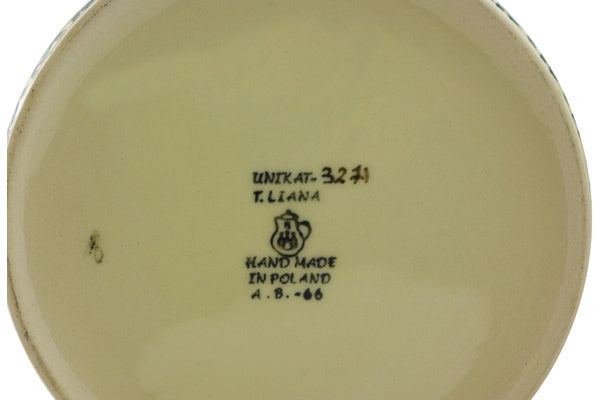 UNIKAT-3271
T.LIANA
HAND MADE
IN POLAND
A.B.-66